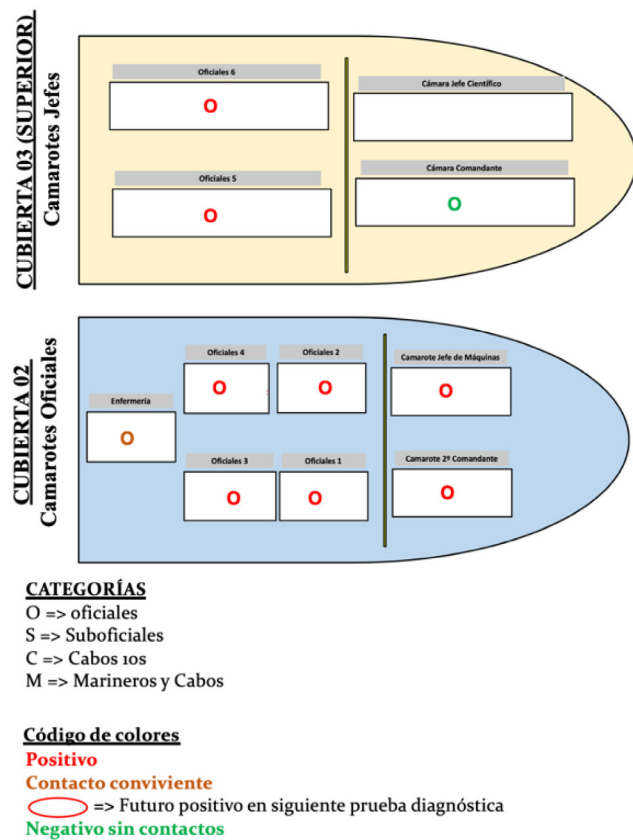 CUBIERTA 03 (SUPERIOR)
Camarotes Jefes
Oficiales 6
O
Cámara Jefe Científico
Oficiales 5
O
Cámara Comandante
O
CUBIERTA 02
Camarotes Oficiales
Oficiales 4
O
Oficiales 2
O
Camarote Jefe de Máquinas
O
Enfermería
O
Oficiales 3
O
Oficiales 1
O
Camarote 2º Comandante
O
CATEGORÍAS
O => oficiales
S => Suboficiales
C => Cabos 1os
M => Marineros y Cabos
Código de colores
Positivo
Contacto conviviente
=> Futuro positivo en siguiente prueba diagnóstica
Negativo sin contactos